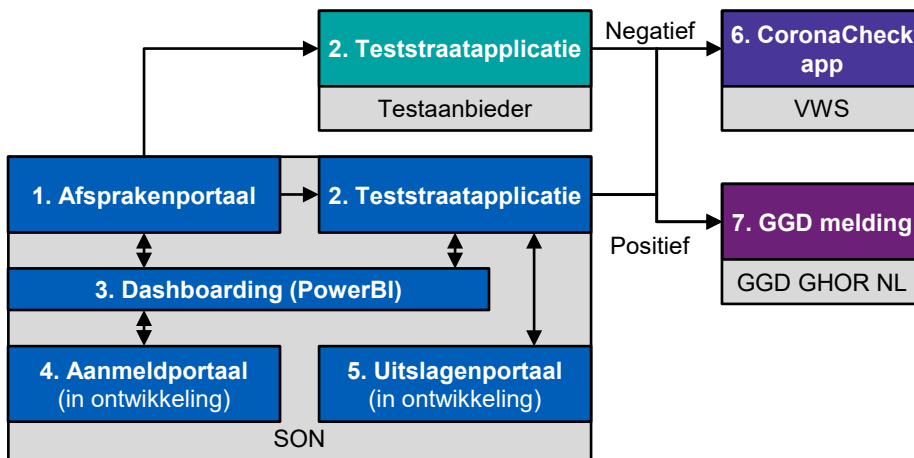 2. Teststraatapplicatie
Testaanbieder
Negatief
6. CoronaCheck
app
VWS
1. Afsprakenportaal
2. Teststraatapplicatie
Positief
7. GGD melding
GGD GHOR NL
3. Dashboarding (PowerBI)
4. Aanmeldportaal
(in ontwikkeling)
5. Uitslagenportaal
(in ontwikkeling)
SON